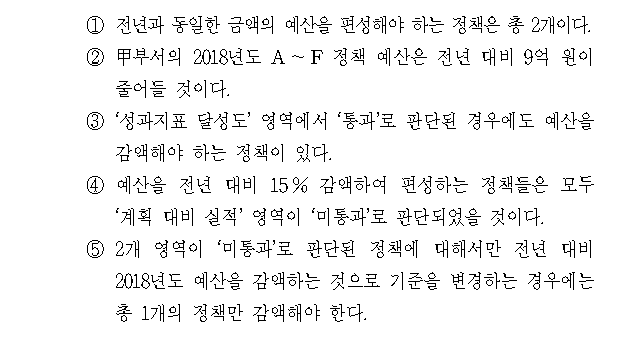 ① 전년과 동일한 금액의 예산을 편성해야 하는 정책은 총 2개이다.
② 甲부서의 2018년도 A ~ F 정책 예산은 전년 대비 9억 원이
줄어들 것이다.
③ ‘성과지표 달성도’ 영역에서 ‘통과’로 판단된 경우에도 예산을
감액해야 하는 정책이 있다.
④ 예산을 전년 대비 15 % 감액하여 편성하는 정책들은 모두
‘계획 대비 실적’ 영역이 ‘미통과’로 판단되었을 것이다.
⑤ 2개 영역이 ‘미통과’로 판단된 정책에 대해서만 전년 대비
2018년도 예산을 감액하는 것으로 기준을 변경하는 경우에는
총 1개의 정책만 감액해야 한다.